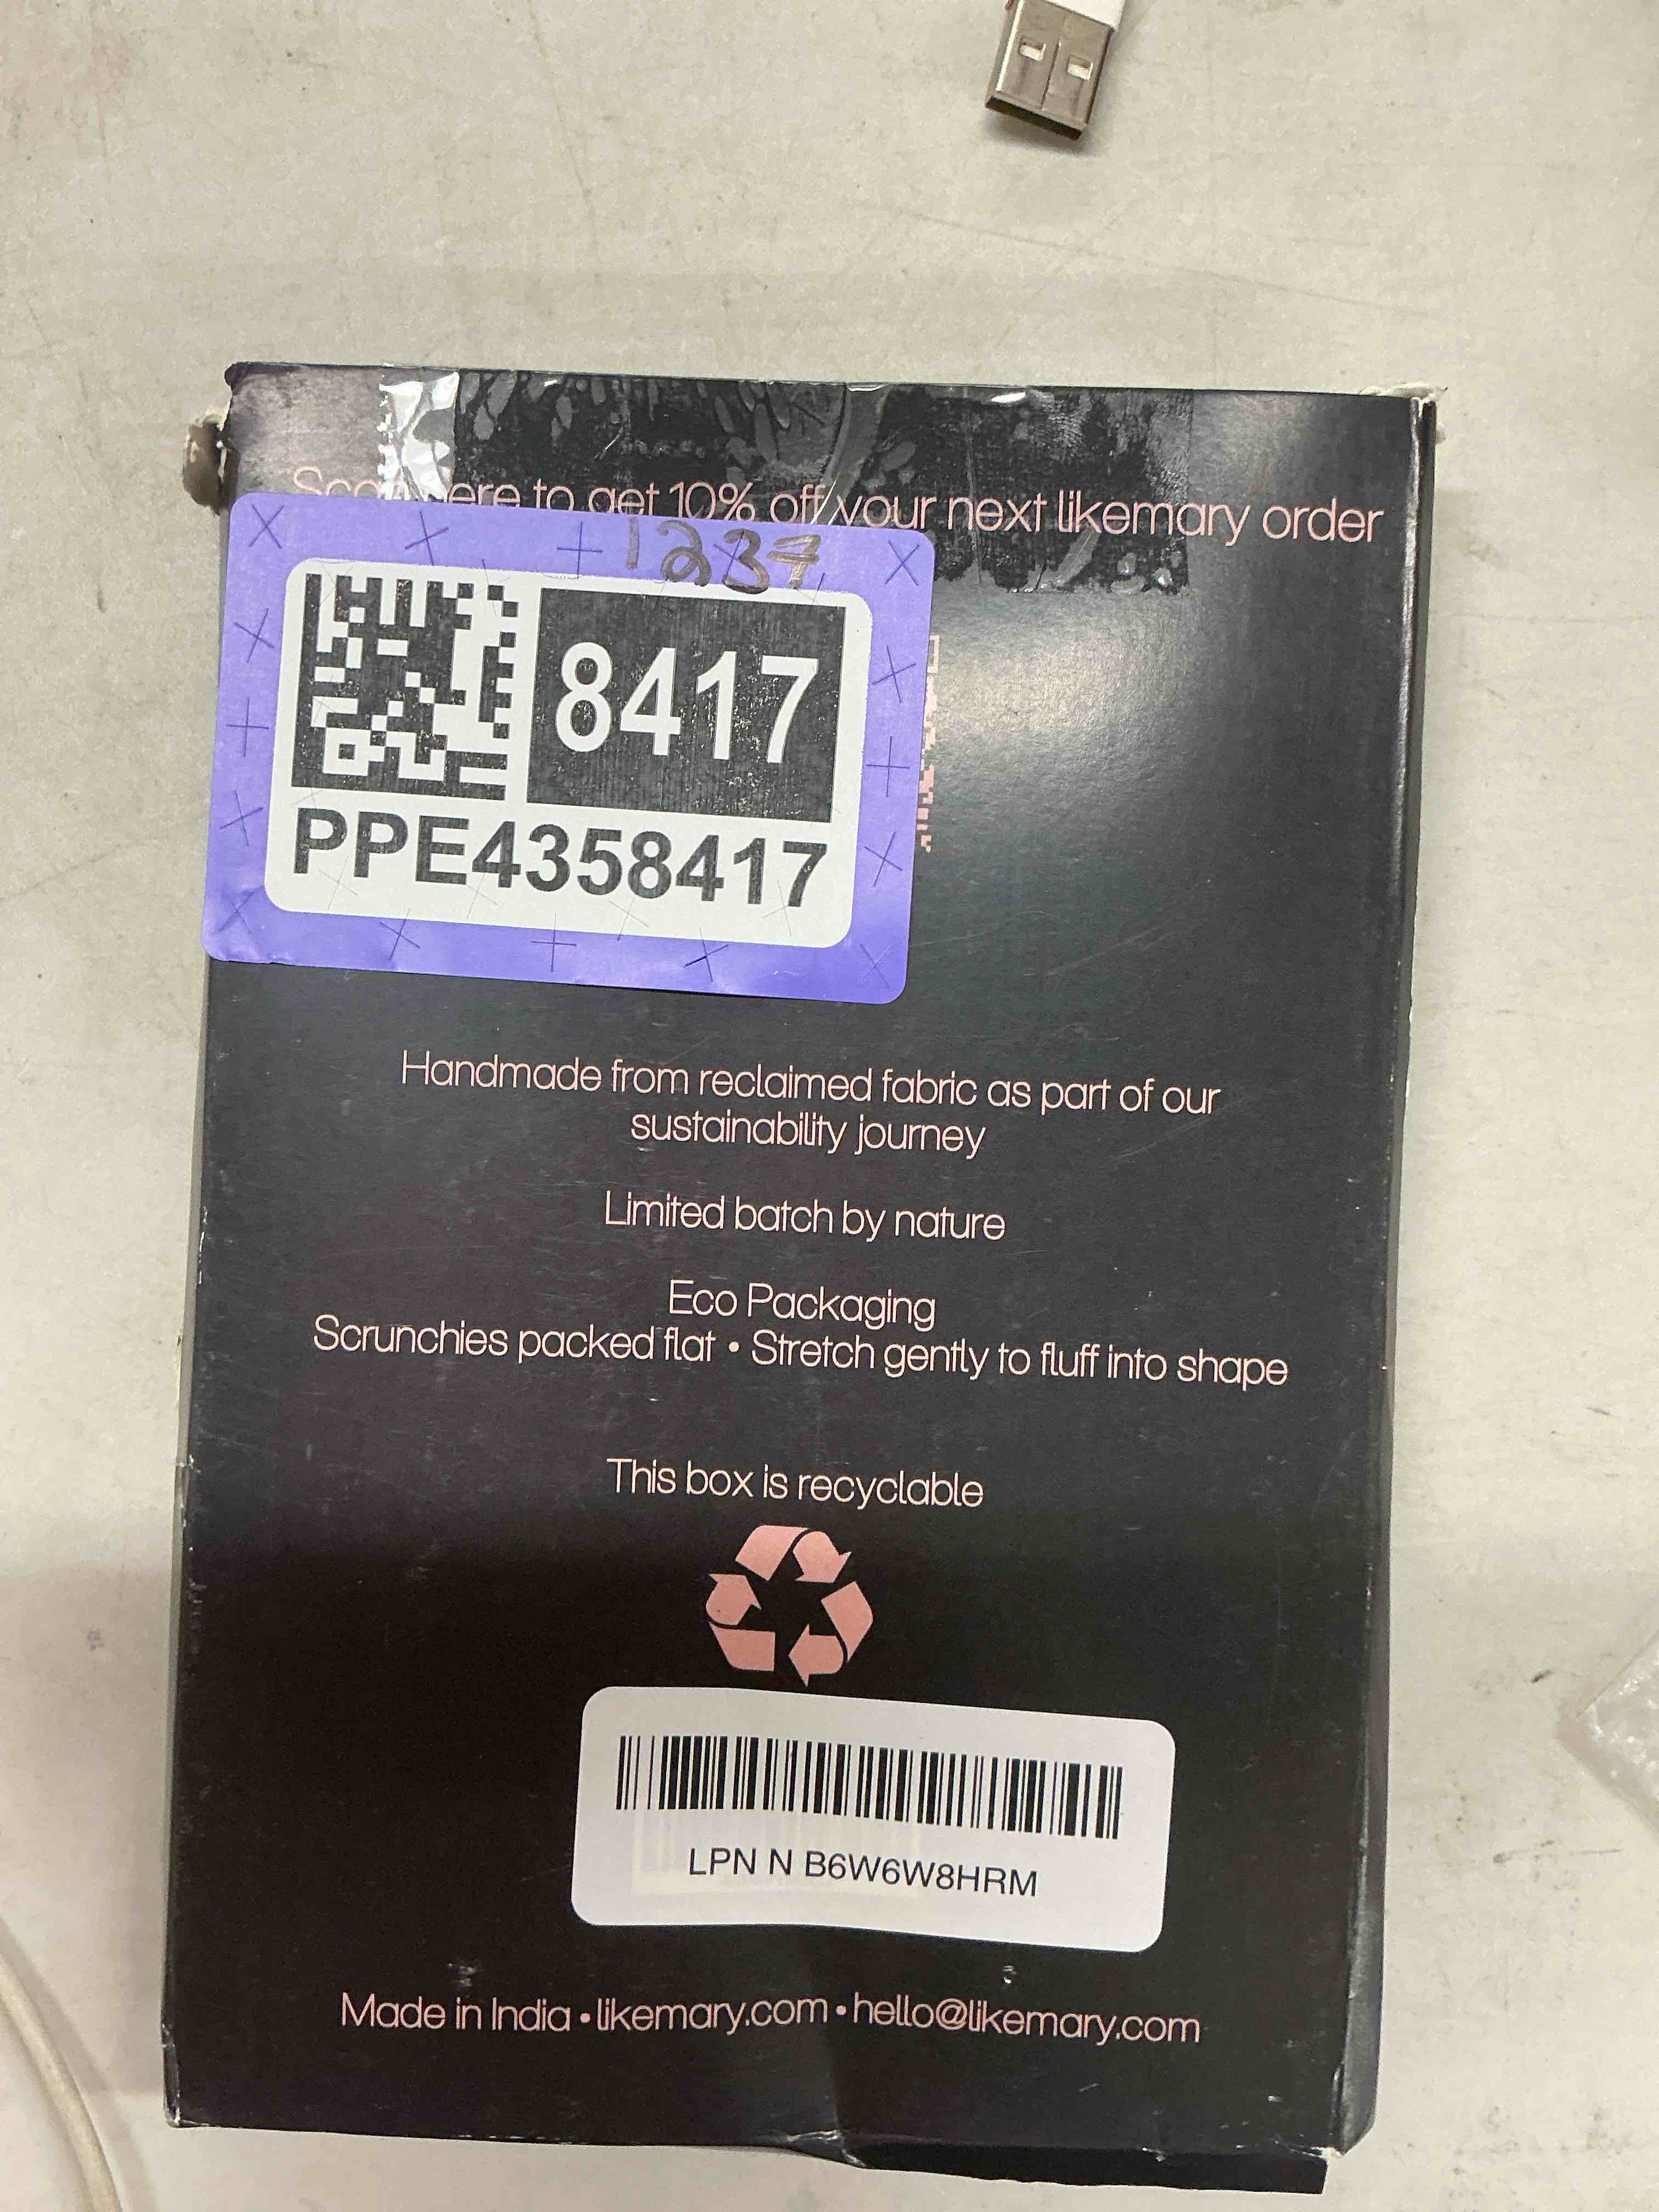 ere to get 10% off your next likemary order
1237
8417
PPE4358417
Handmade from reclaimed fabric as part of our
sustainability journey
Limited batch by nature
Eco Packaging
Scrunchies packed flat • Stretch gently to fluff into shape
This box is recyclable
LPN N B6W6W8HRM
Made in India • likemary.com • hello@likemary.com